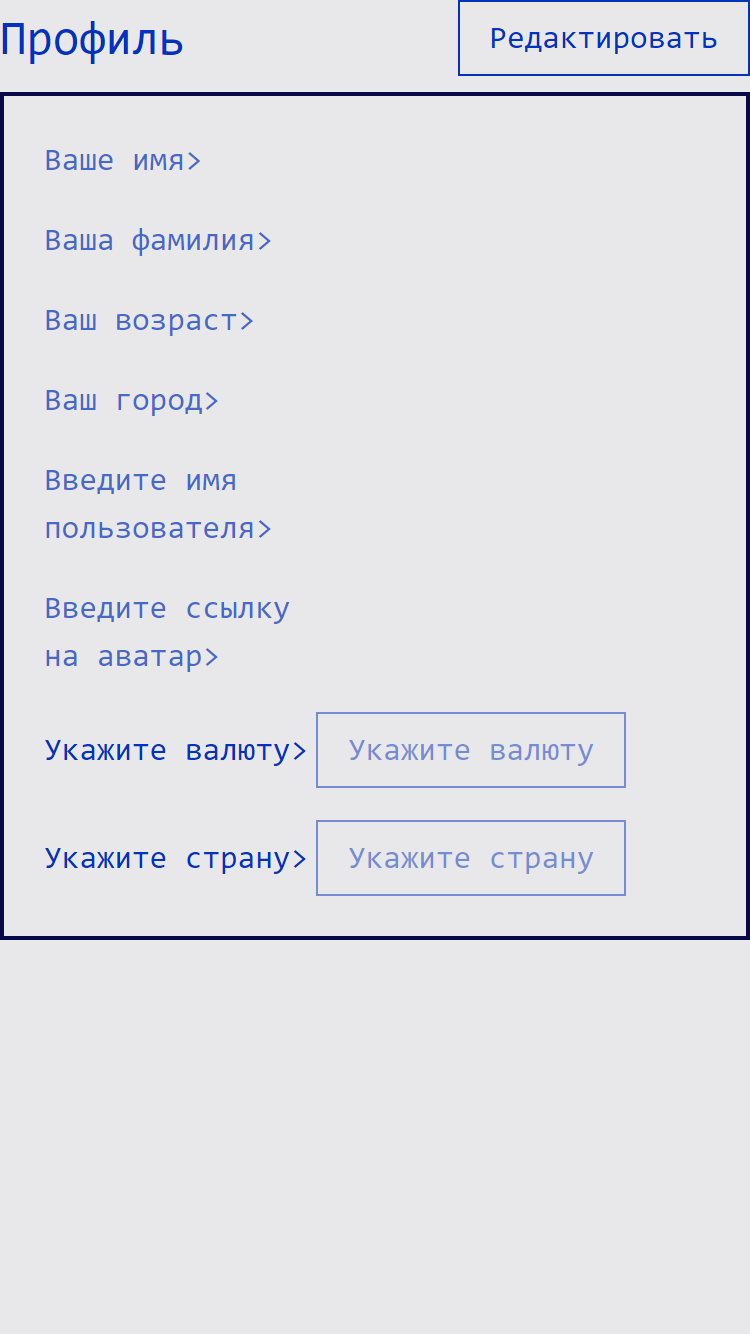 Профиль
Редактировать
Ваше имя>
Ваша фамилия>
Ваш возраст>
Ваш город>
Введите имя
пользователя>
Введите ссылку
на аватар>
Укажите валюту> Укажите валюту
Укажите страну> Укажите страну